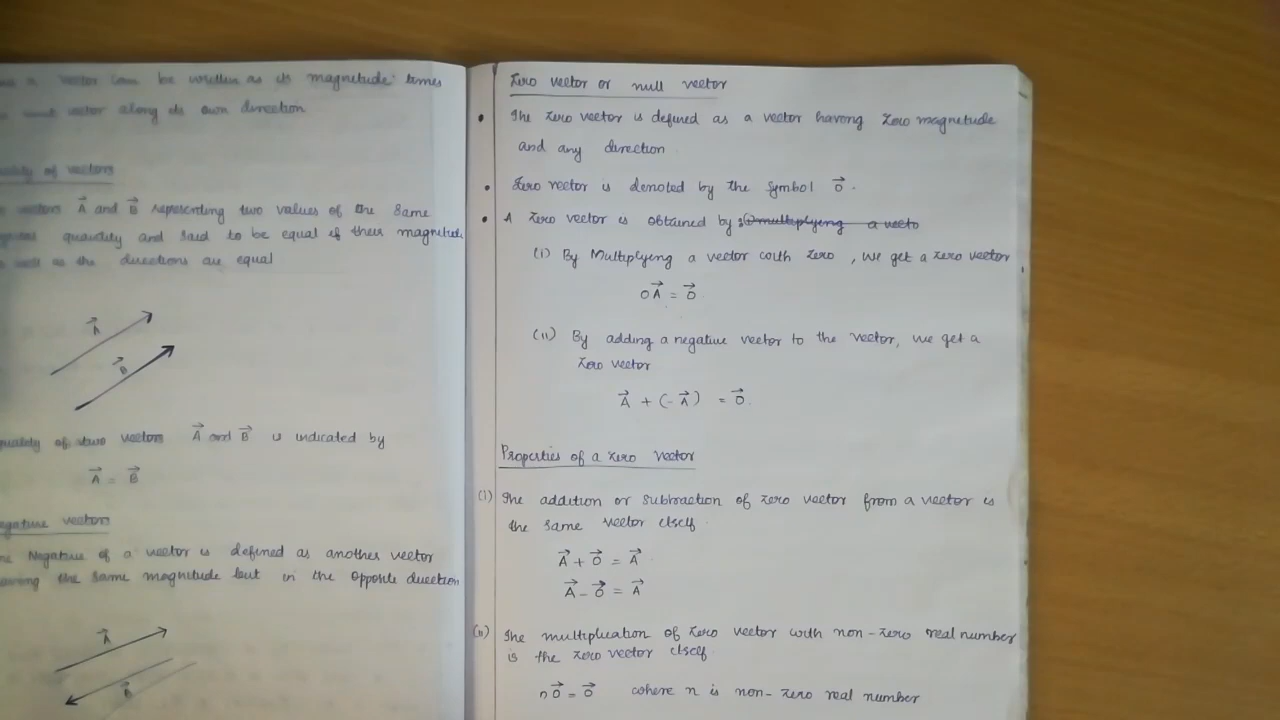 vector can be written as its magnitude times
vector along its own direction
of vectors
vectors A⃗ and B⃗ representing two values of the same
quantity and said to be equal if their magnitude
well as the directions are equal
A⃗
B⃗
of two vectors A⃗ and B⃗ is indicated by
A⃗ = B⃗
vectors
Negative of a vector is defined as another vector
the same magnitude but in the opposite direction
A⃗
Zero vector or null vector
• The zero vector is defined as a vector having zero magnitude
and any direction
• Zero vector is denoted by the symbol 0⃗.
• A zero vector is obtained by multiplying a vecto
(i) By Multiplying a vector with zero, we get a zero vector
0A⃗ = 0⃗.
(ii) By adding a negative vector to the vector, we get a
zero vector
A⃗ + (-A⃗) = 0⃗.
Properties of a zero vector
(i) The addition or subtraction of zero vector from a vector is
the same vector itself.
A⃗ + 0⃗ = A⃗
A⃗ - 0⃗ = A⃗
(ii) The multiplication of zero vector with non-zero real number
is the zero vector itself.
n0⃗ = 0⃗ where n is non-zero real number